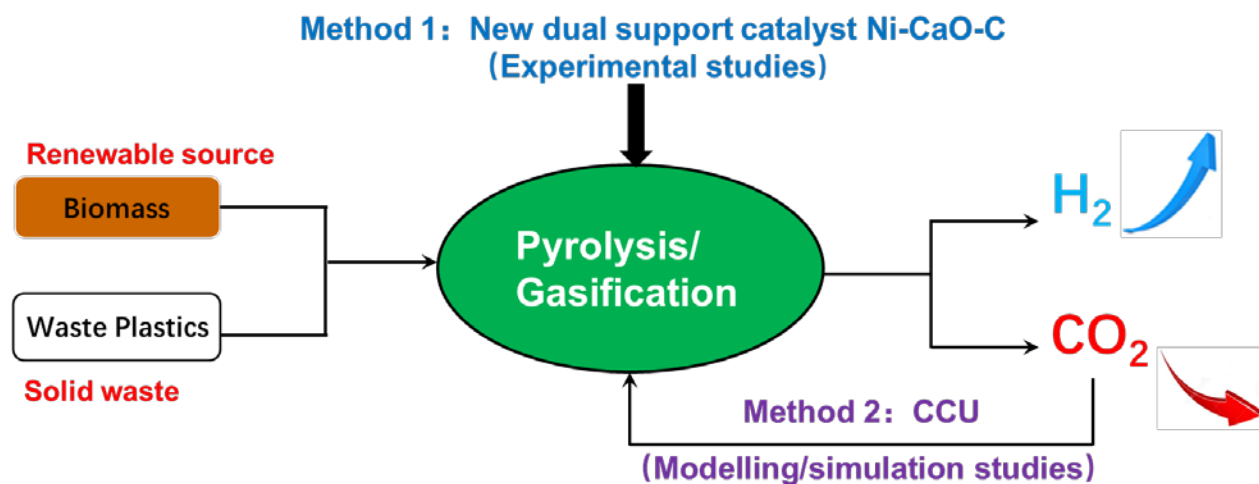 Method 1：New dual support catalyst Ni-CaO-C
（Experimental studies）
Renewable source
Biomass
Waste Plastics
Solid waste
Pyrolysis/
Gasification
H₂
CO₂
Method 2：CCU
（Modelling/simulation studies）